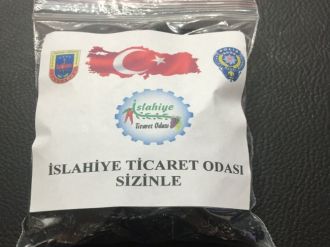 İslahiye
Ticaret Odası
İSLAHİYE TİCARET ODASI
SİZİNLE